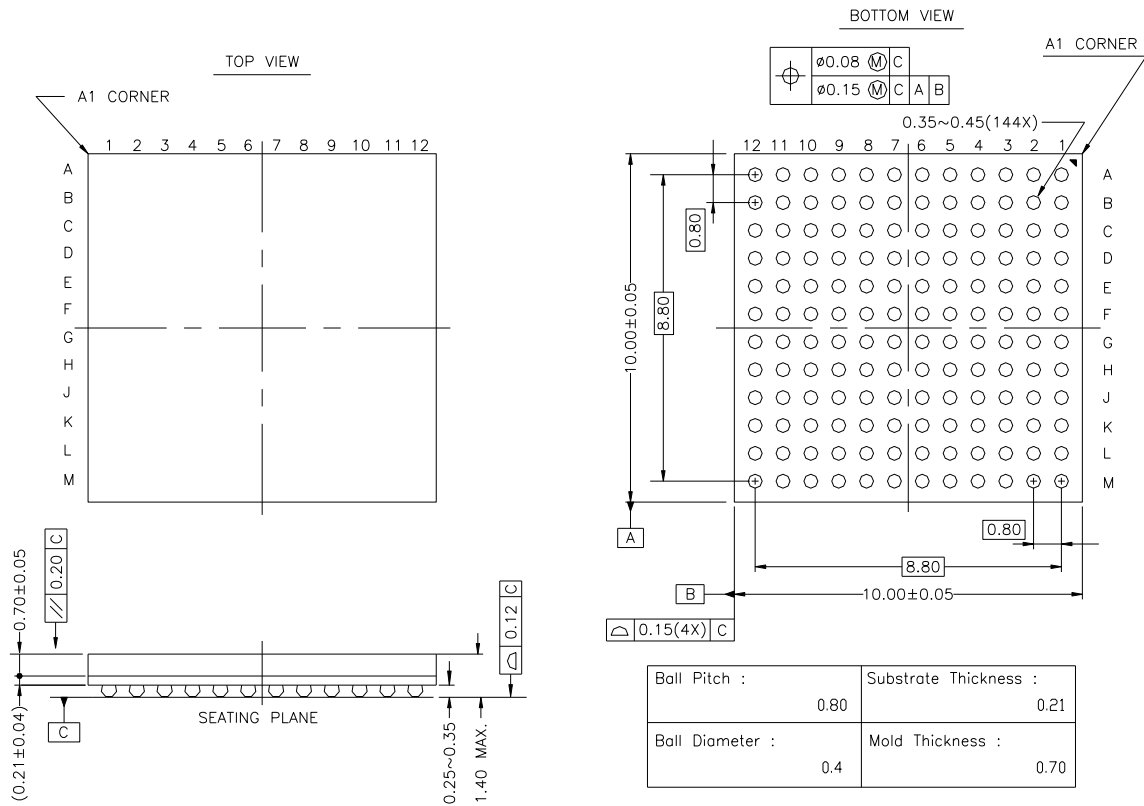 BOTTOM VIEW
TOP VIEW
A1 CORNER
A1 CORNER
ø0.08 Ⓜ C
ø0.15 Ⓜ C A B
0.35~0.45(144X)
1 2 3 4 5 6 7 8 9 10 11 12
12 11 10 9 8 7 6 5 4 3 2 1
A
B
C
D
E
F
G
H
J
K
L
M
A
B
C
D
E
F
G
H
J
K
L
M
0.80
8.80
10.00±0.05
A
0.80
8.80
B
10.00±0.05
⌓ 0.15(4X) C
0.70±0.05
// 0.20 C
(0.21±0.04)
C
SEATING PLANE
0.25~0.35
1.40 MAX.
⌓ 0.12 C
Ball Pitch :
0.80
Substrate Thickness :
0.21
Ball Diameter :
0.4
Mold Thickness :
0.70